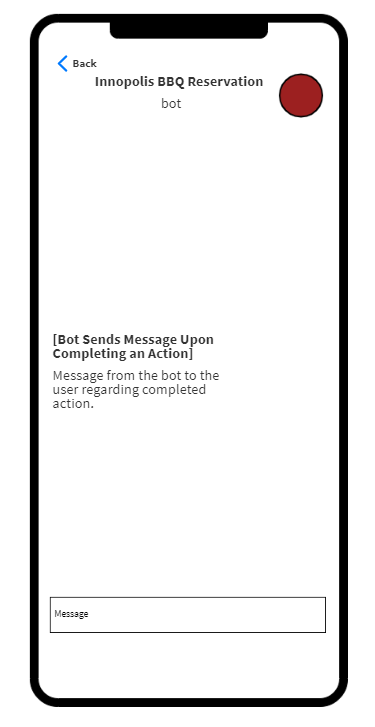 Back
Innopolis BBQ Reservation
bot
[Bot Sends Message Upon
Completing an Action]
Message from the bot to the
user regarding completed
action.
Message